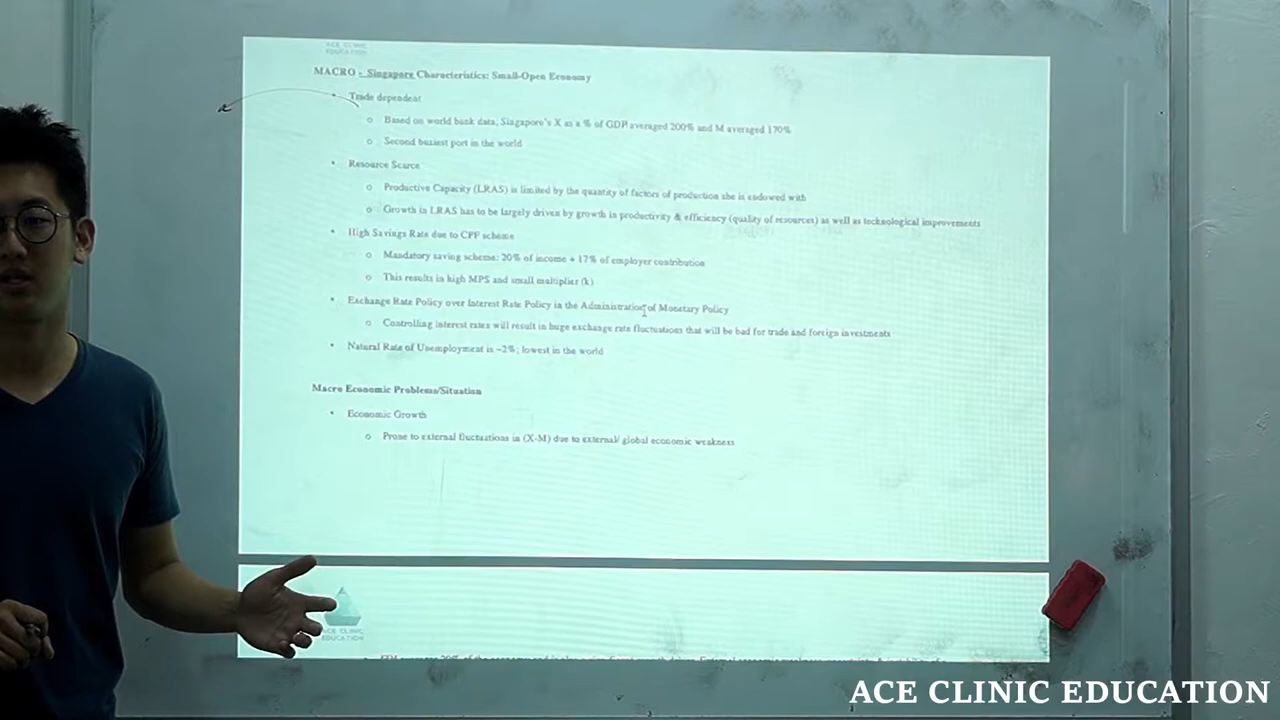 ACE CLINIC
EDUCATION
MACRO - Singapore Characteristics: Small-Open Economy
• Trade dependent
o Based on world bank data, Singapore's X as a % of GDP averaged 200% and M averaged 170%
o Second busiest port in the world
• Resource Scarce
o Productive Capacity (LRAS) is limited by the quantity of factors of production she is endowed with
o Growth in LRAS has to be largely driven by growth in productivity & efficiency (quality of resources) as well as technological improvements
• High Savings Rate due to CPF scheme
o Mandatory saving scheme: 20% of income + 17% of employer contribution
o This results in high MPS and small multiplier (k)
• Exchange Rate Policy over Interest Rate Policy in the Administration of Monetary Policy
o Controlling interest rates will result in huge exchange rate fluctuations that will be bad for trade and foreign investments
• Natural Rate of Unemployment is ~2%; lowest in the world
Macro Economic Problems/Situation
• Economic Growth
o Prone to external fluctuations in (X-M) due to external/ global economic weakness
ACE CLINIC
EDUCATION
ACE CLINIC EDUCATION